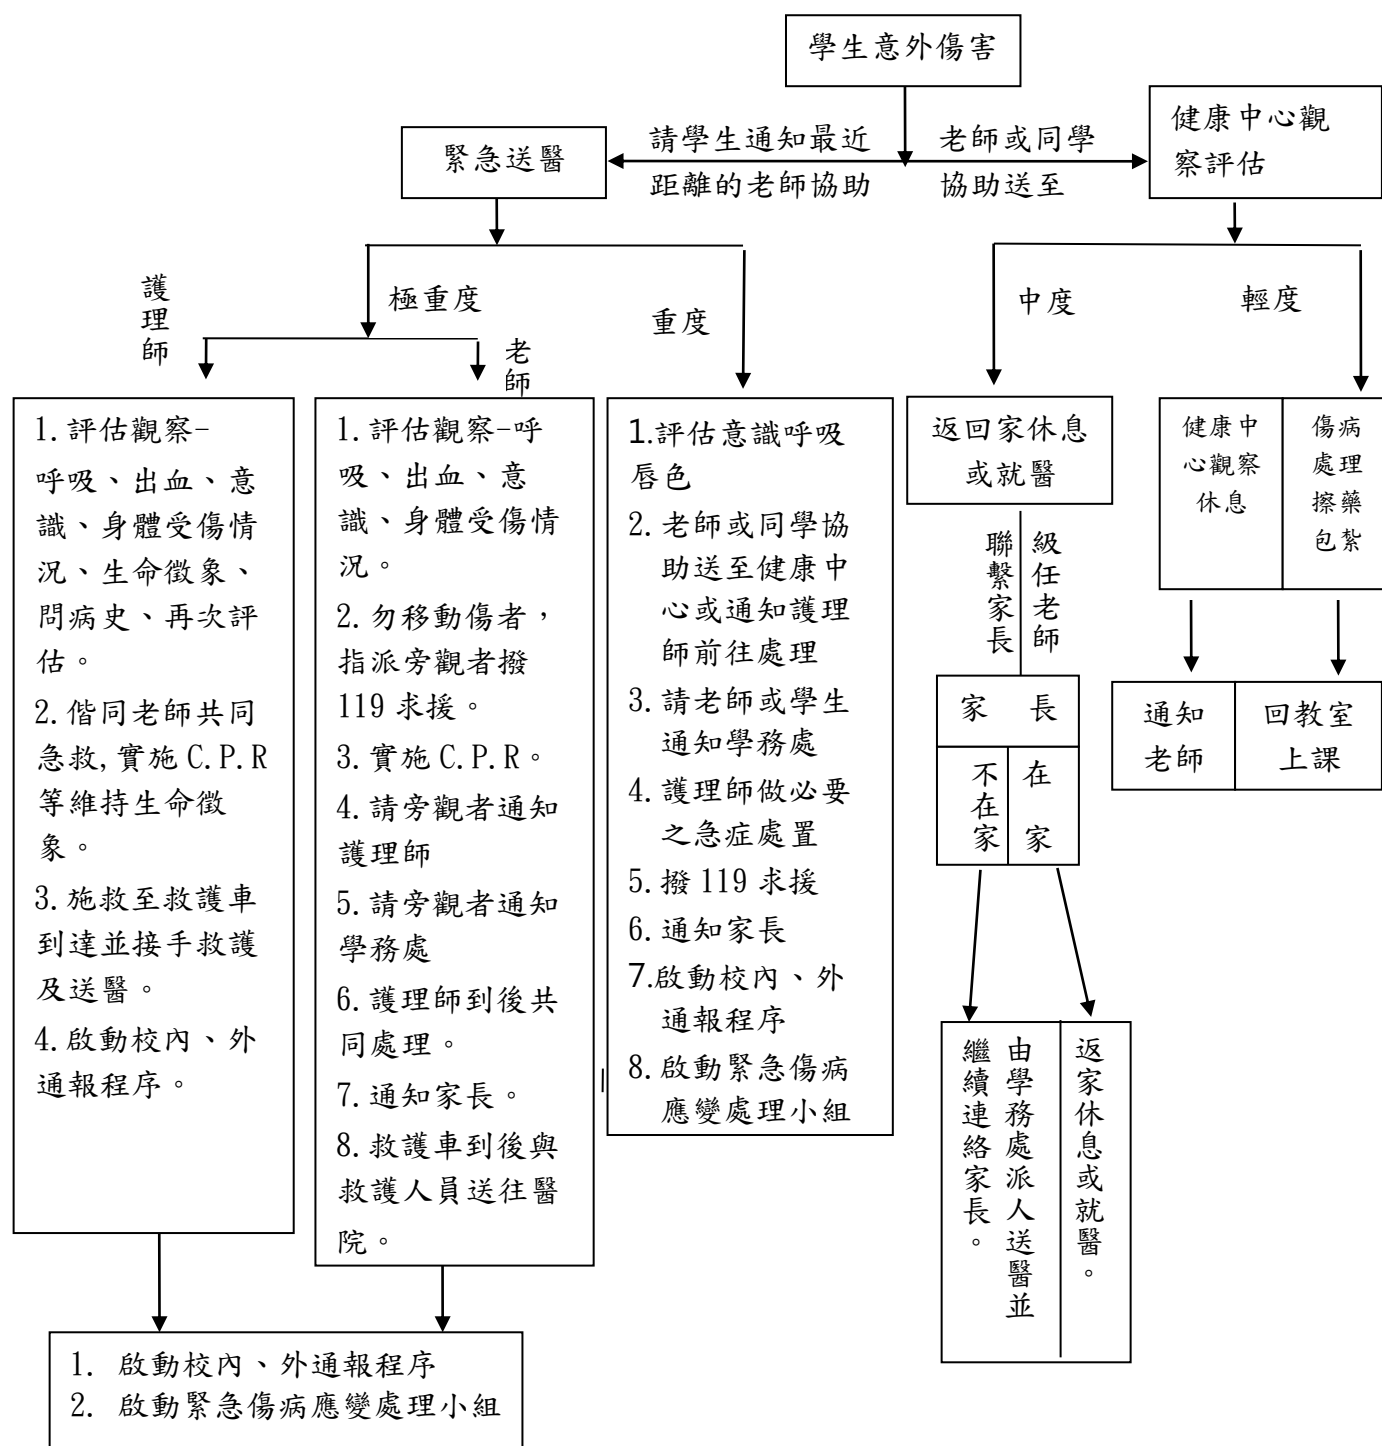 學生意外傷害
緊急送醫
請學生通知最近
距離的老師協助
老師或同學
協助送至
健康中心觀
察評估
護理師
極重度
老師
重度
中度
輕度
1.評估觀察-
呼吸、出血、意
識、身體受傷情
況、生命徵象、
問病史、再次評
估。
2.偕同老師共同
急救,實施 C.P.R
等維持生命徵
象。
3.施救至救護車
到達並接手救護
及送醫。
4.啟動校內、外
通報程序。
1.評估觀察-呼
吸、出血、意
識、身體受傷情
況。
2.勿移動傷者，
指派旁觀者撥
119 求援。
3.實施 C.P.R。
4.請旁觀者通知
護理師
5.請旁觀者通知
學務處
6.護理師到後共
同處理。
7.通知家長。
8.救護車到後與
救護人員送往醫
院。
1.評估意識呼吸
唇色
2.老師或同學協
助送至健康中
心或通知護理
師前往處理
3.請老師或學生
通知學務處
4.護理師做必要
之急症處置
5.撥 119 求援
6.通知家長
7.啟動校內、外
通報程序
8.啟動緊急傷病
應變處理小組
返回家休息
或就醫
級任老師
聯繫家長
家 長
不在家
在 家
由學務處派人送醫並
繼續連絡家長。
返家休息或就醫。
健康中
心觀察
休息
傷病
處理
擦藥
包紮
通知
老師
回教室
上課
1. 啟動校內、外通報程序
2. 啟動緊急傷病應變處理小組